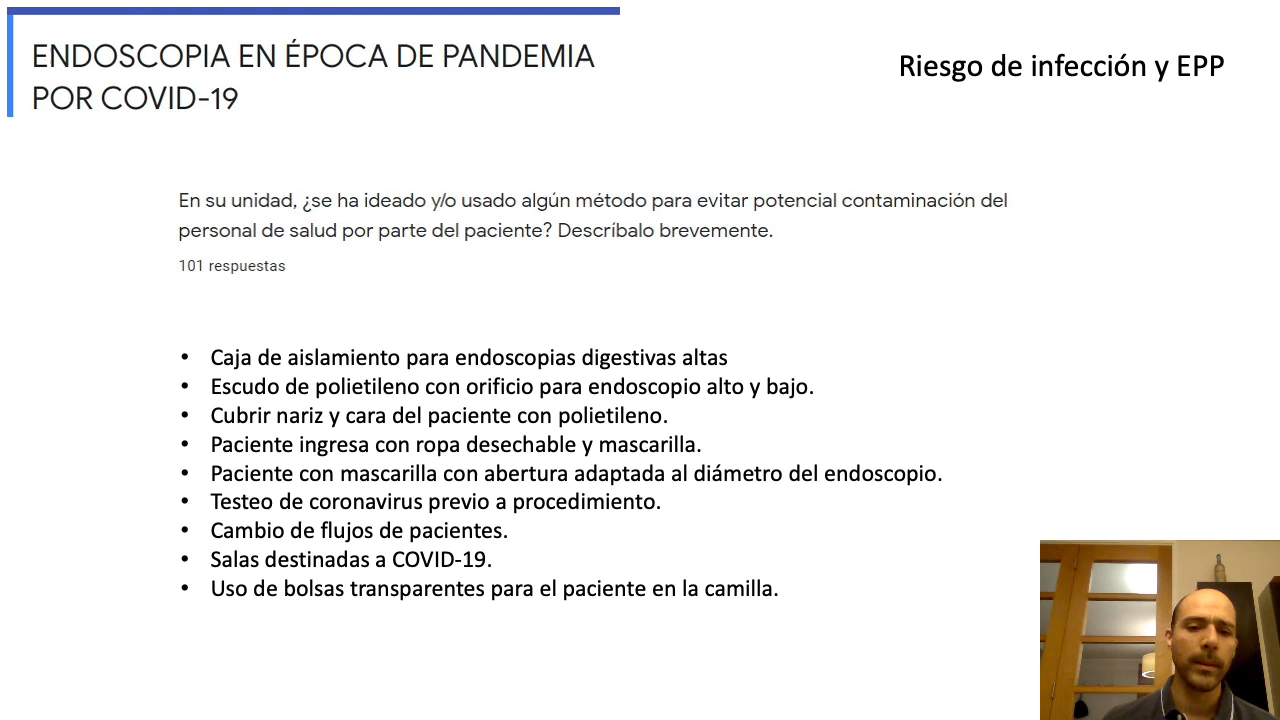 ENDOSCOPIA EN ÉPOCA DE PANDEMIA
POR COVID-19
Riesgo de infección y EPP
En su unidad, ¿se ha ideado y/o usado algún método para evitar potencial contaminación del
personal de salud por parte del paciente? Descríbalo brevemente.
101 respuestas
• Caja de aislamiento para endoscopias digestivas altas
• Escudo de polietileno con orificio para endoscopio alto y bajo.
• Cubrir nariz y cara del paciente con polietileno.
• Paciente ingresa con ropa desechable y mascarilla.
• Paciente con mascarilla con abertura adaptada al diámetro del endoscopio.
• Testeo de coronavirus previo a procedimiento.
• Cambio de flujos de pacientes.
• Salas destinadas a COVID-19.
• Uso de bolsas transparentes para el paciente en la camilla.